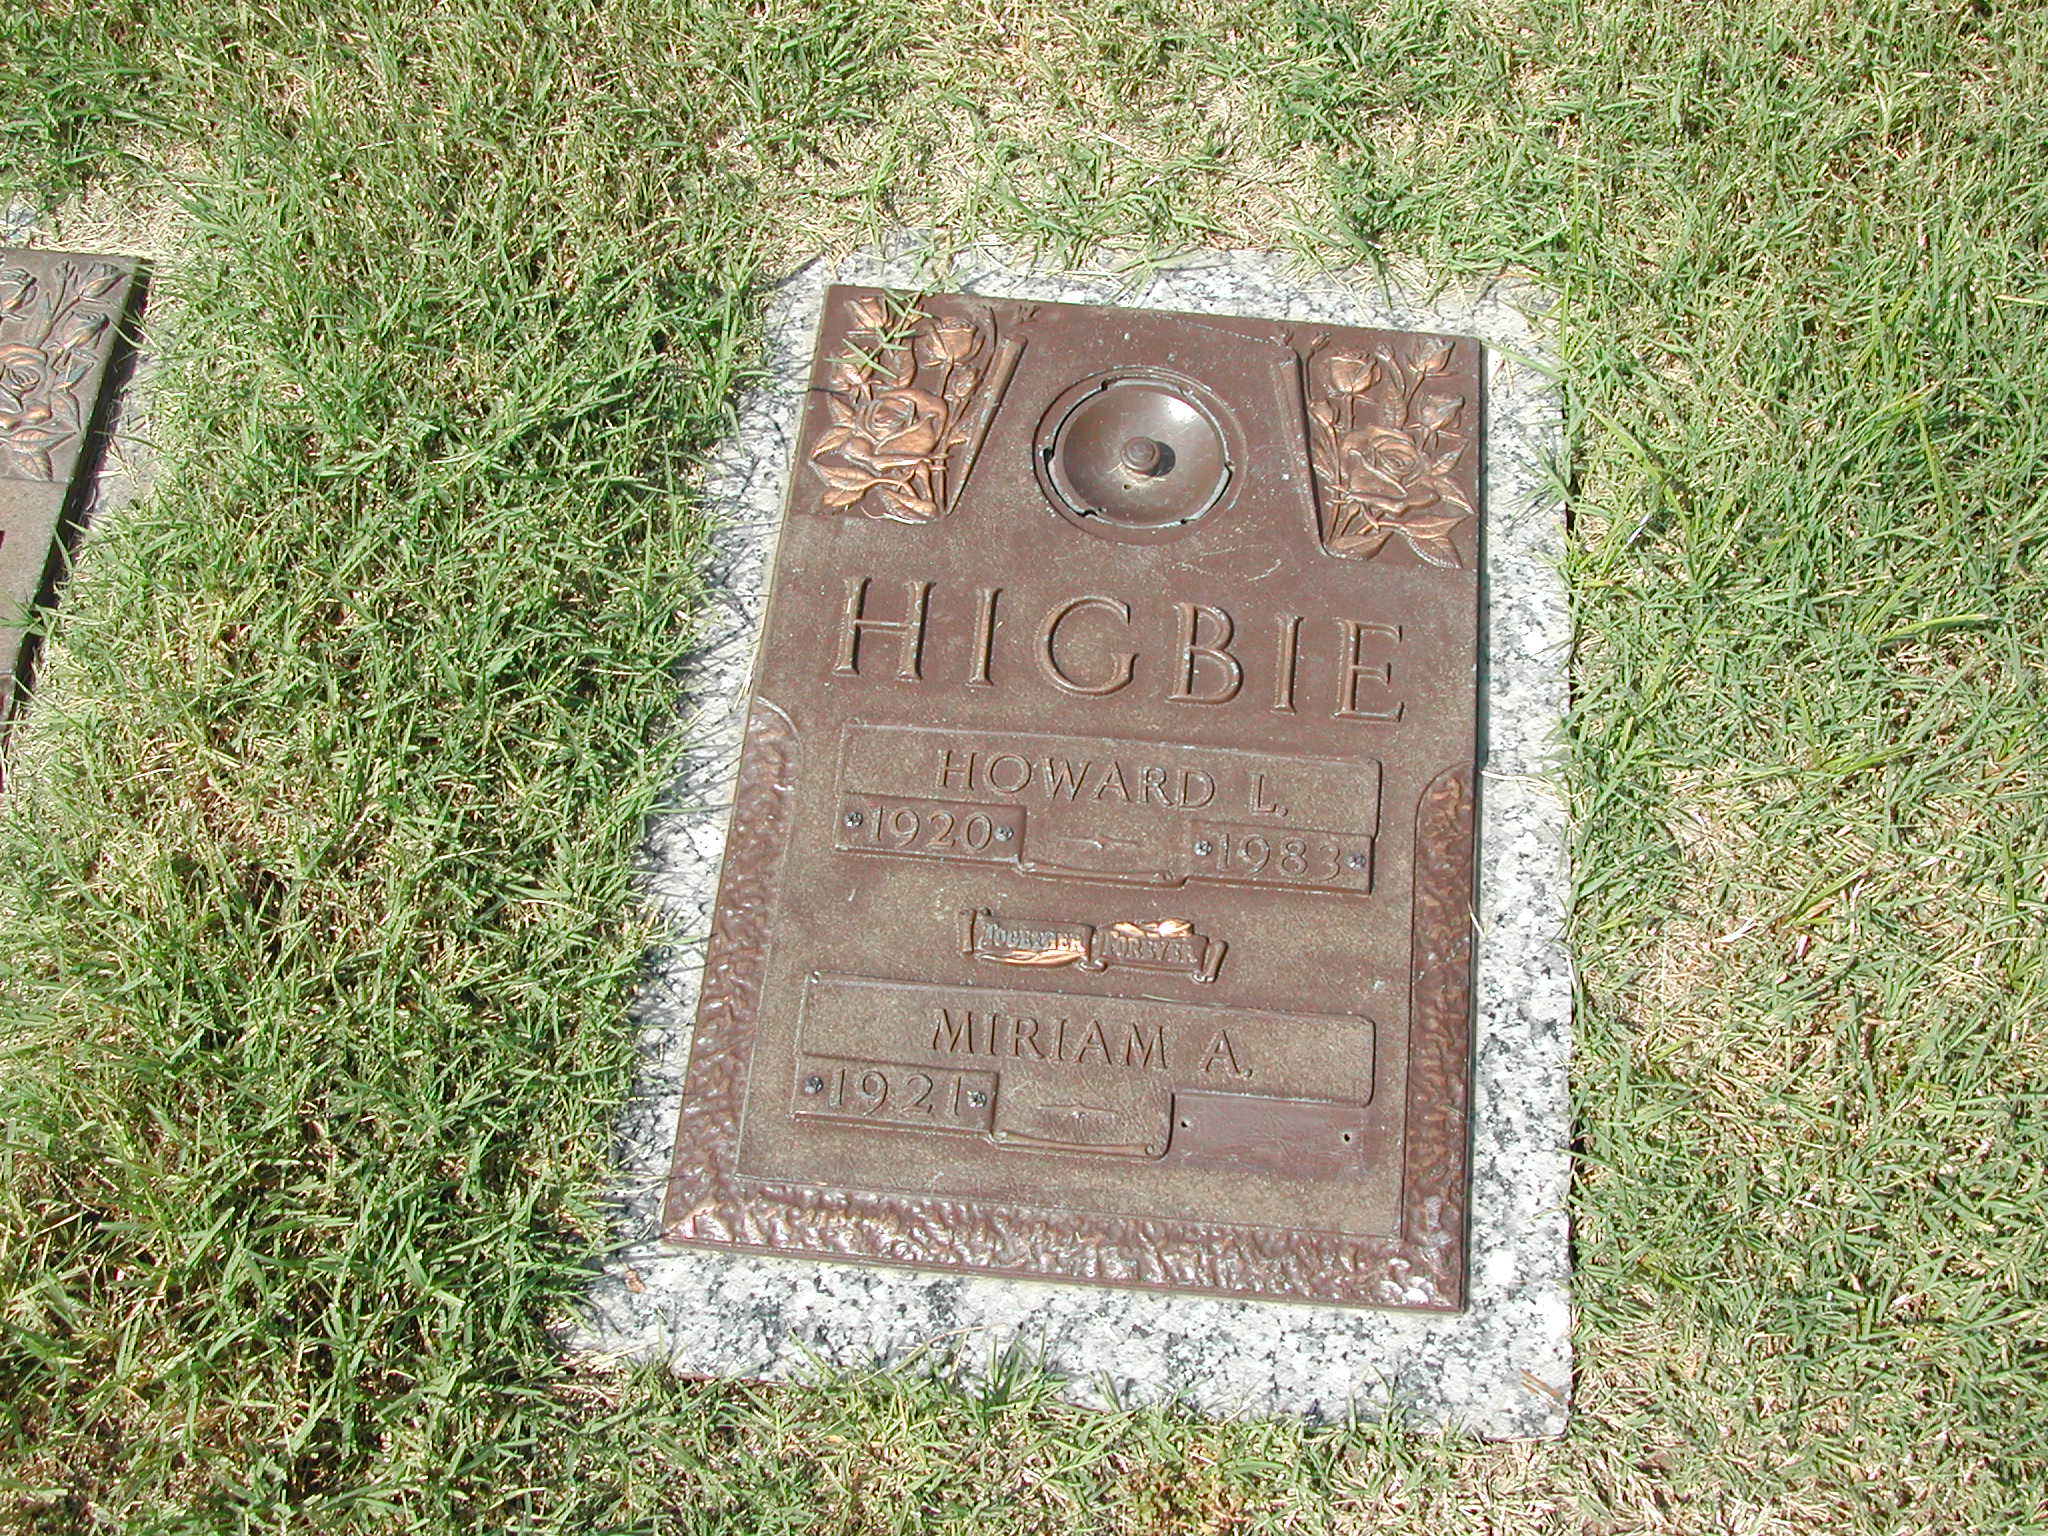 HIGBIE
HOWARD L.
1920 1983
TOGETHER FOREVER
MIRIAM A.
1921